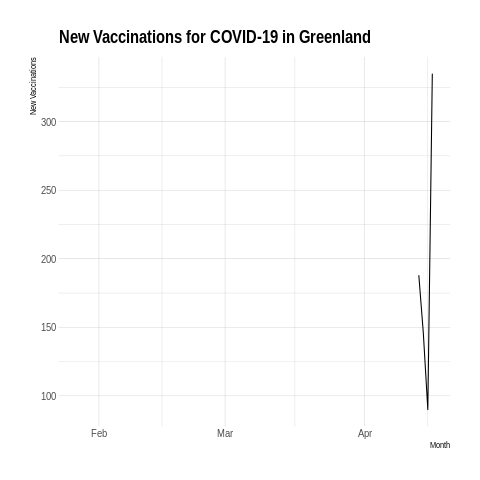 New Vaccinations for COVID-19 in Greenland
New Vaccinations
300
250
200
150
100
Feb Mar Apr
Month